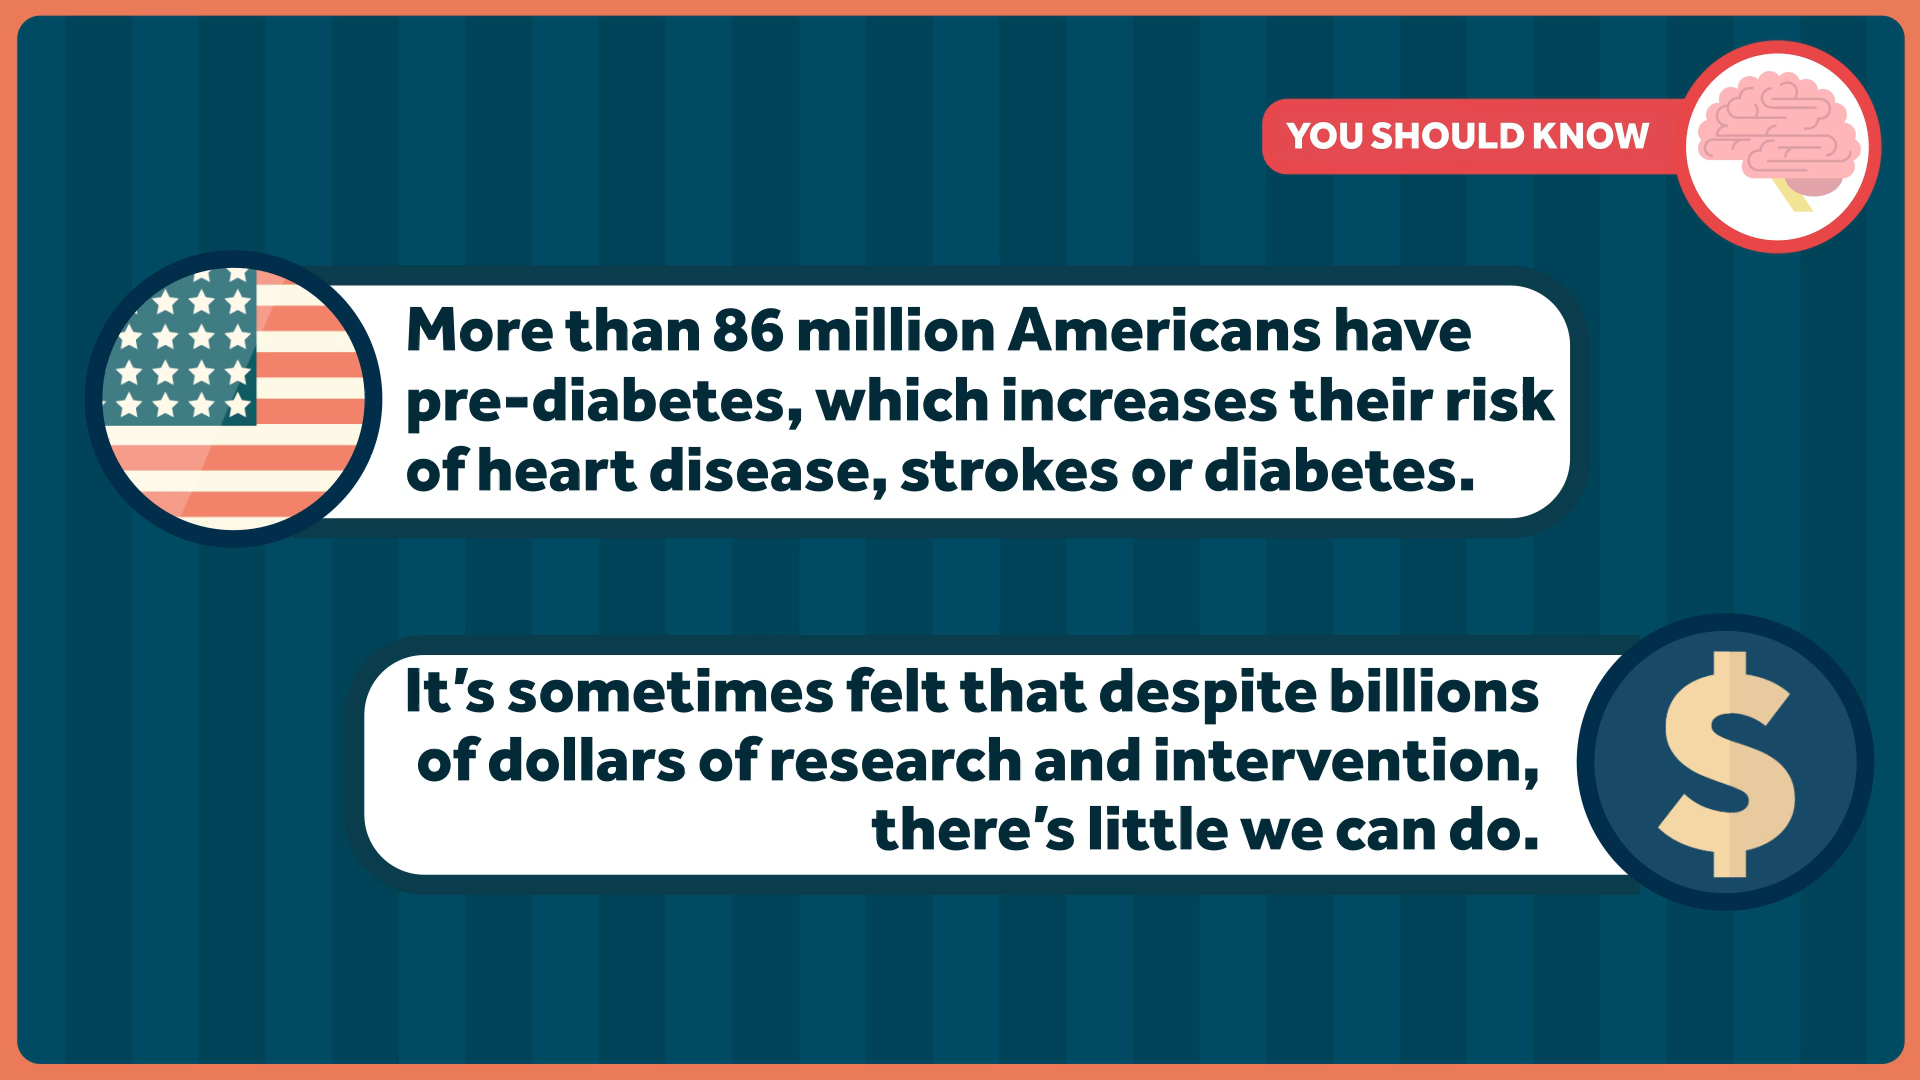 YOU SHOULD KNOW
More than 86 million Americans have
pre-diabetes, which increases their risk
of heart disease, strokes or diabetes.
It’s sometimes felt that despite billions
of dollars of research and intervention,
there’s little we can do.
$